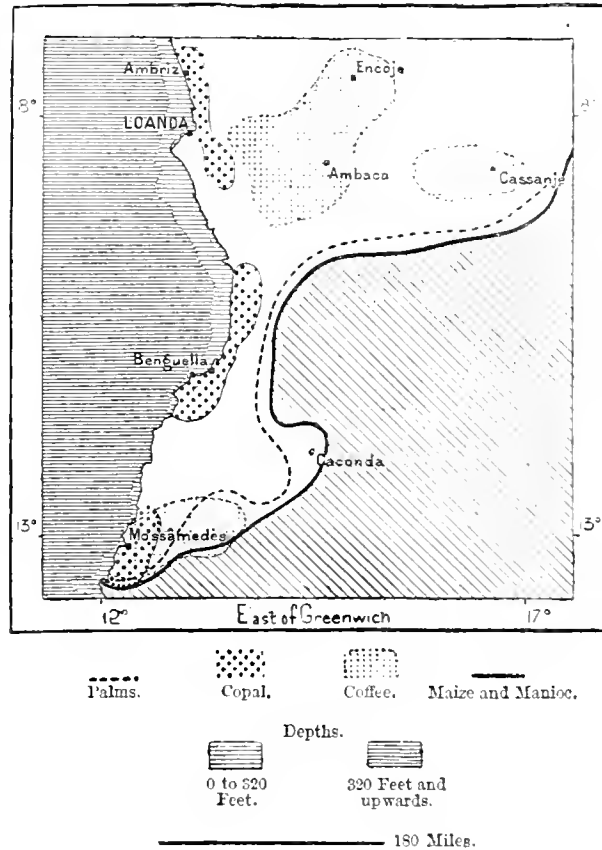 Ambriz
Encoje
8°
LOANDA
Ambaca
Cassanje
Benguella
Caconda
13°
Mossamedes
3°
12°
East of Greenwich
17°
Palms.
Copal.
Coffee.
Maize and Manioc.
Depths.
0 to 320
Feet.
320 Feet and
upwards.
180 Miles.